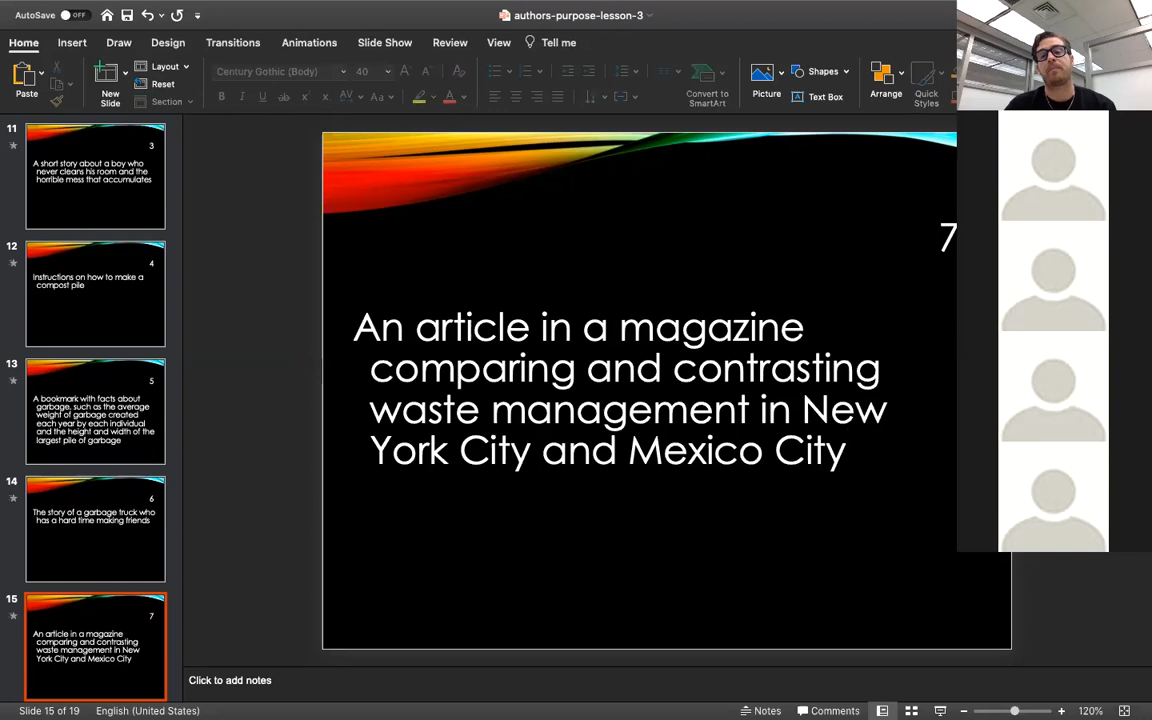 AutoSave OFF authors-purpose-lesson-3
Home Insert Draw Design Transitions Animations Slide Show Review View Tell me
Paste New Slide Layout Reset Section Century Gothic (Body) 40 Convert to SmartArt Picture Shapes Text Box Arrange Quick Styles
11
3
A short story about a boy who
never cleans his room and the
horrible mess that accumulates
12
4
Instructions on how to make a
compost pile
13
5
A bookmark with facts about
garbage, such as the average
weight of garbage created
each year by each individual
and the height and width of the
largest pile of garbage
14
6
The story of a garbage truck who
has a hard time making friends
15
7
An article in a magazine
comparing and contrasting
waste management in New
York City and Mexico City
7
An article in a magazine
comparing and contrasting
waste management in New
York City and Mexico City
Click to add notes
Slide 15 of 19 English (United States) Notes Comments 120%